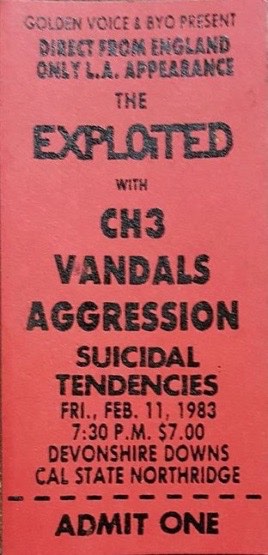 GOLDEN VOICE & BYO PRESENT
DIRECT FROM ENGLAND
ONLY L.A. APPEARANCE
THE
EXPLOITED
WITH
CH3
VANDALS
AGGRESSION
SUICIDAL
TENDENCIES
FRI., FEB. 11, 1983
7:30 P.M. $7.00
DEVONSHIRE DOWNS
CAL STATE NORTHRIDGE
ADMIT ONE